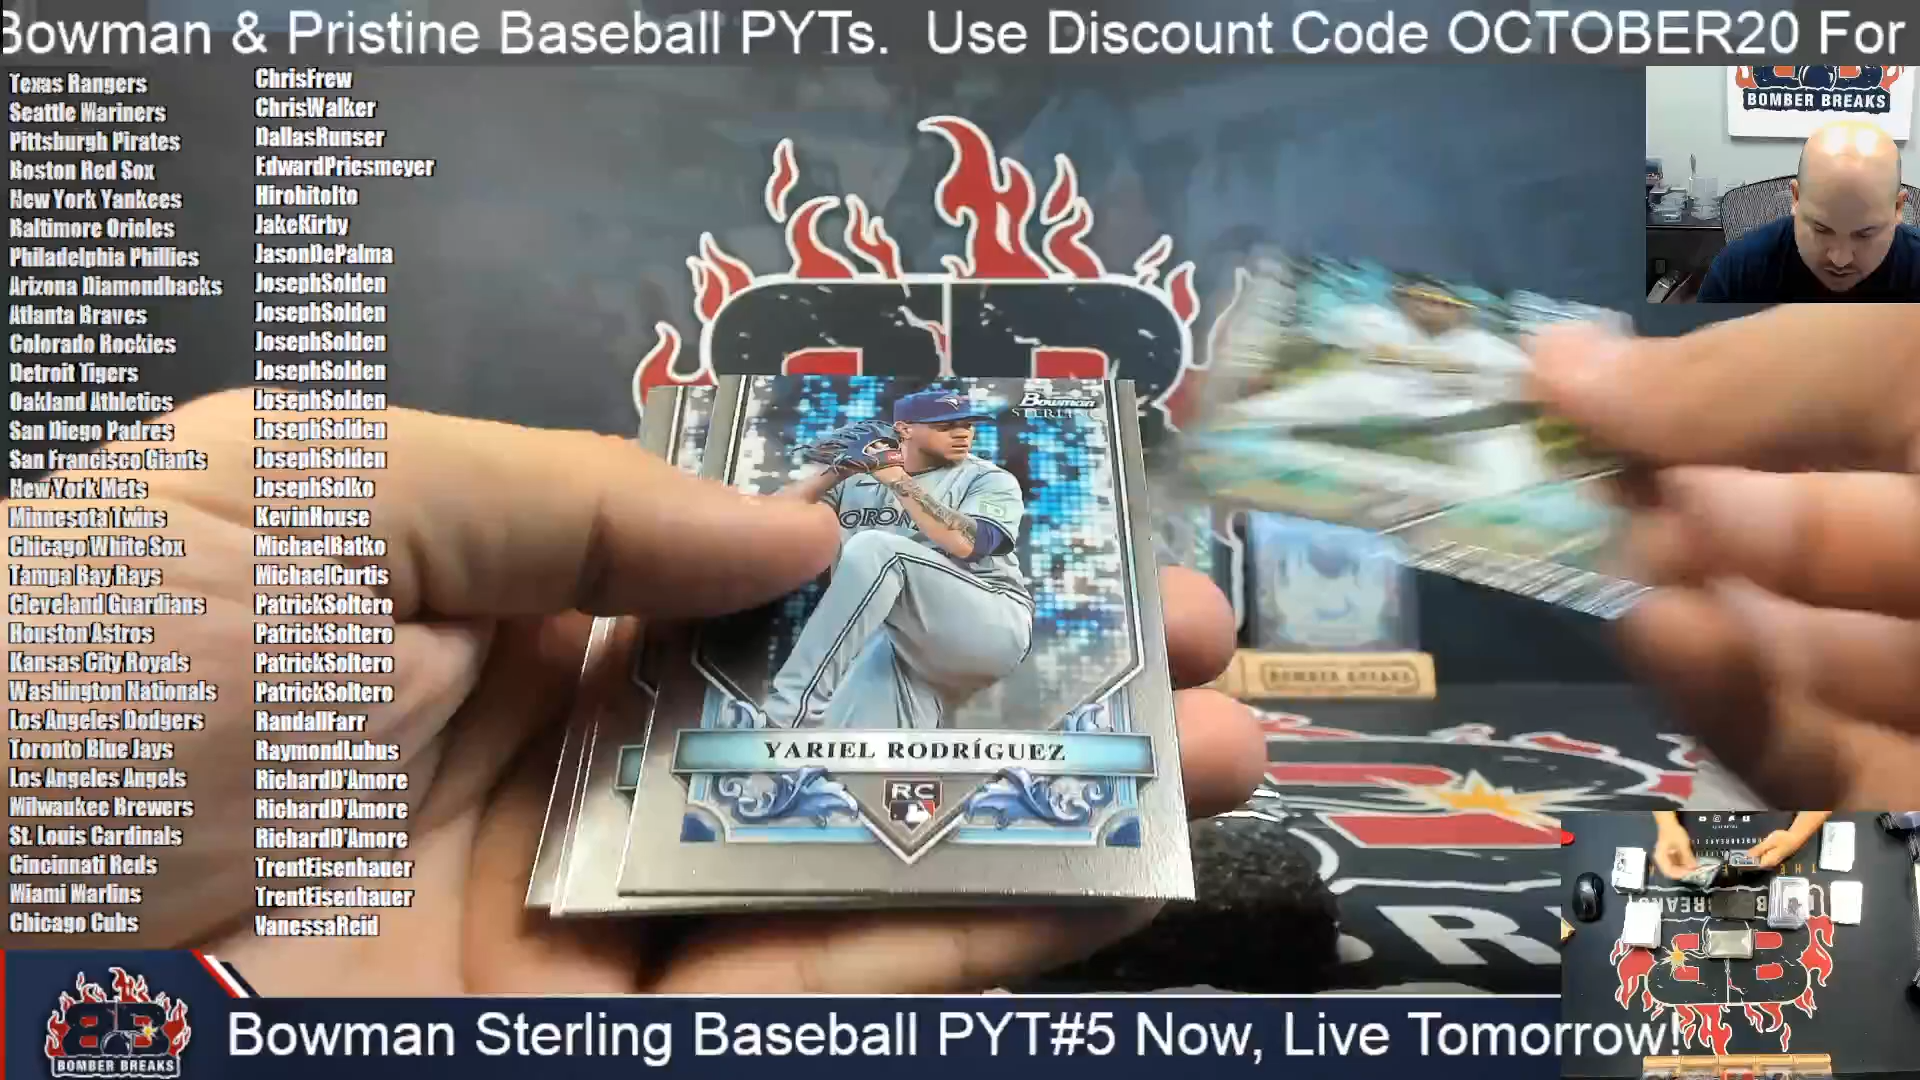 Bowman & Pristine Baseball PYTs. Use Discount Code OCTOBER20 For
Texas Rangers ChrisFrew
Seattle Mariners ChrisWalker
Pittsburgh Pirates DallasRunser
Boston Red Sox EdwardPriesmeyer
New York Yankees HirohitoIto
Baltimore Orioles JakeKirby
Philadelphia Phillies JasonDePalma
Arizona Diamondbacks JosephSolden
Atlanta Braves JosephSolden
Colorado Rockies JosephSolden
Detroit Tigers JosephSolden
Oakland Athletics JosephSolden
San Diego Padres JosephSolden
San Francisco Giants JosephSolden
New York Mets JosephSolko
Minnesota Twins KevinHouse
Chicago White Sox MichaelBatko
Tampa Bay Rays MichaelCurtis
Cleveland Guardians PatrickSoltero
Houston Astros PatrickSoltero
Kansas City Royals PatrickSoltero
Washington Nationals PatrickSoltero
Los Angeles Dodgers RandallFarr
Toronto Blue Jays RaymondLubus
Los Angeles Angels RichardD'Amore
Milwaukee Brewers RichardD'Amore
St. Louis Cardinals RichardD'Amore
Cincinnati Reds TrentEisenhauer
Miami Marlins TrentEisenhauer
Chicago Cubs VanessaReid
BOMBER BREAKS
Bowman
STERLING
YARIEL RODRÍGUEZ
RC
BOMBER BREAKS
BOMBER BREAKS
Bowman Sterling Baseball PYT#5 Now, Live Tomorrow!